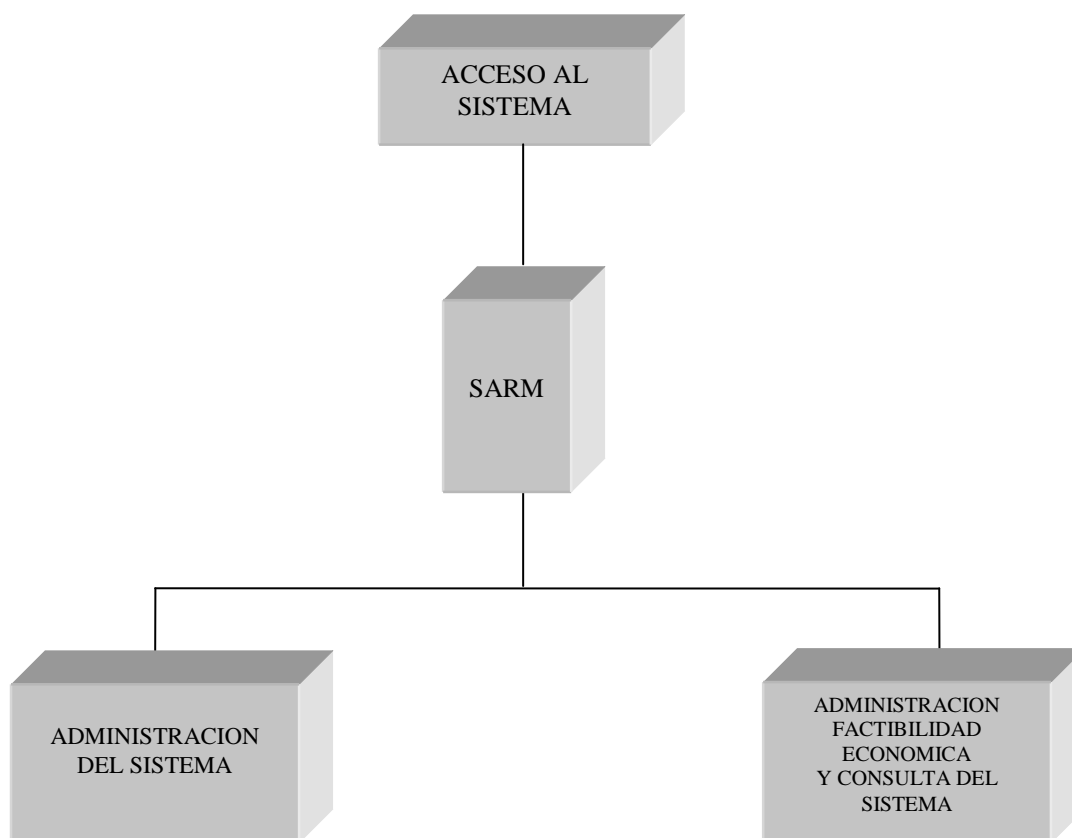 ACCESO AL
SISTEMA
SARM
ADMINISTRACION
DEL SISTEMA
ADMINISTRACION
FACTIBILIDAD
ECONOMICA
Y CONSULTA DEL
SISTEMA